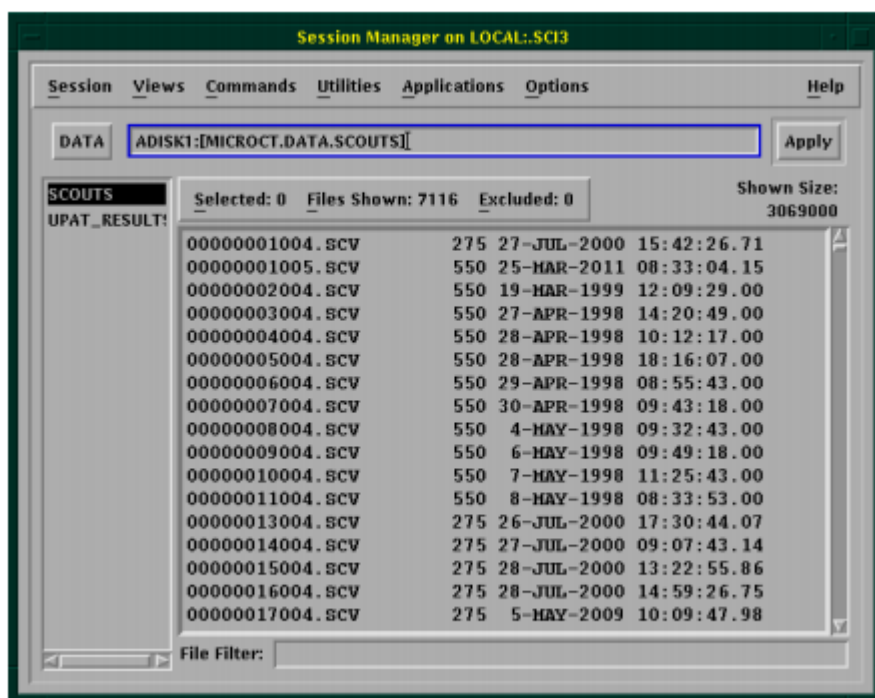 Session Manager on LOCAL:.SCI3
Session Views Commands Utilities Applications Options Help
DATA ADISK1:[MICROCT.DATA.SCOUTS] Apply
SCOUTS
UPAT_RESULTS
Selected: 0 Files Shown: 7116 Excluded: 0
Shown Size:
3069000
00000001004.SCV 275 27-JUL-2000 15:42:26.71
00000001005.SCV 550 25-MAR-2011 08:33:04.15
00000002004.SCV 550 19-MAR-1999 12:09:29.00
00000003004.SCV 550 27-APR-1998 14:20:49.00
00000004004.SCV 550 28-APR-1998 10:12:17.00
00000005004.SCV 550 28-APR-1998 18:16:07.00
00000006004.SCV 550 29-APR-1998 08:55:43.00
00000007004.SCV 550 30-APR-1998 09:43:18.00
00000008004.SCV 550 4-MAY-1998 09:32:43.00
00000009004.SCV 550 6-MAY-1998 09:49:18.00
00000010004.SCV 550 7-MAY-1998 11:25:43.00
00000011004.SCV 550 8-MAY-1998 08:33:53.00
00000013004.SCV 275 26-JUL-2000 17:30:44.07
00000014004.SCV 275 27-JUL-2000 09:07:43.14
00000015004.SCV 275 28-JUL-2000 13:22:55.86
00000016004.SCV 275 28-JUL-2000 14:59:26.75
00000017004.SCV 275 5-MAY-2009 10:09:47.98
File Filter: